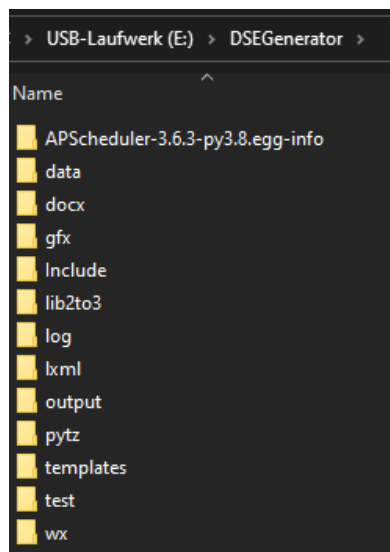 > USB-Laufwerk (E:) > DSEGenerator >
Name
APScheduler-3.6.3-py3.8.egg-info
data
docx
gfx
Include
lib2to3
log
lxml
output
pytz
templates
test
wx